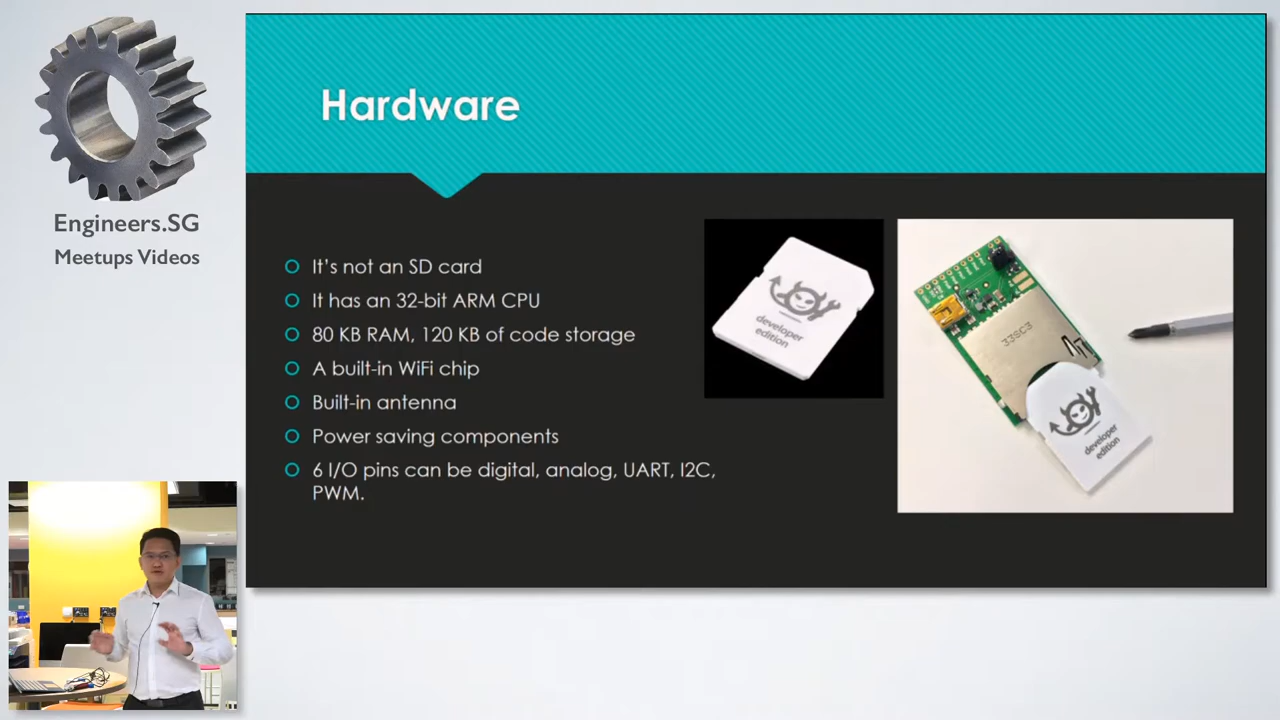 Engineers.SG
Meetups Videos
Hardware
It's not an SD card
It has an 32-bit ARM CPU
80 KB RAM, 120 KB of code storage
A built-in WiFi chip
Built-in antenna
Power saving components
6 I/O pins can be digital, analog, UART, I2C,
PWM.
developer
edition
33SC3
developer
edition